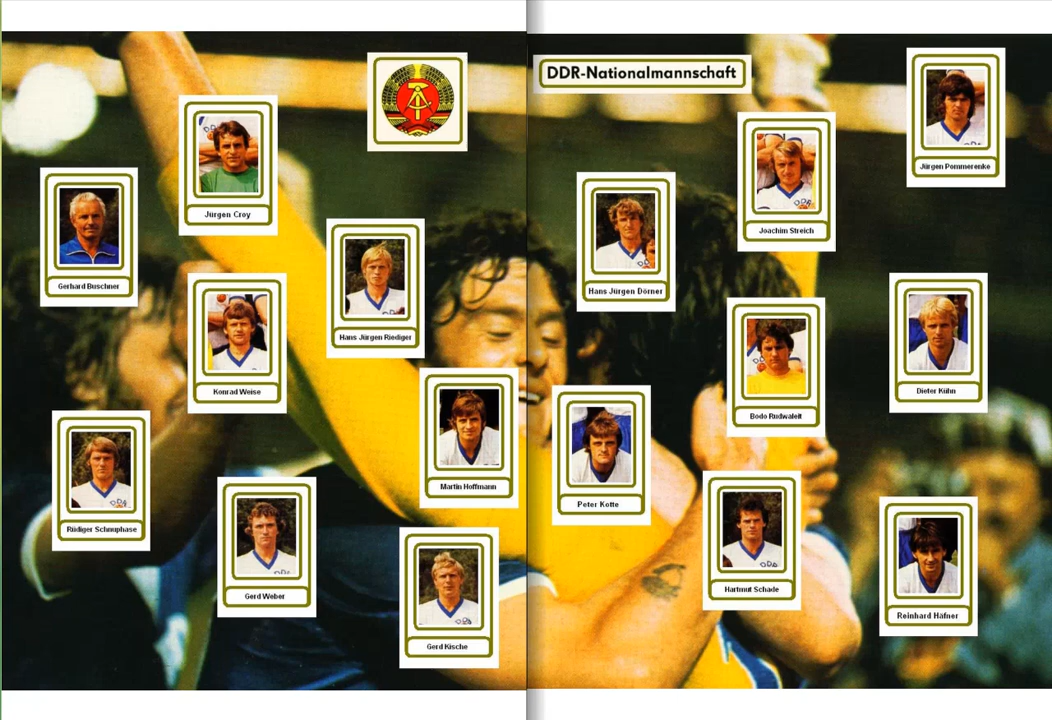 DDR-Nationalmannschaft
Jürgen Croy
Gerhard Buschner
Hans Jürgen Riediger
Konrad Weise
Martin Hoffmann
Rüdiger Schnuphase
Gerd Weber
Gerd Kische
Jürgen Pommerenke
Joachim Streich
Hans Jürgen Dörner
Dieter Kühn
Bodo Rudwaleit
Peter Kotte
Hartmut Schade
Reinhard Häfner